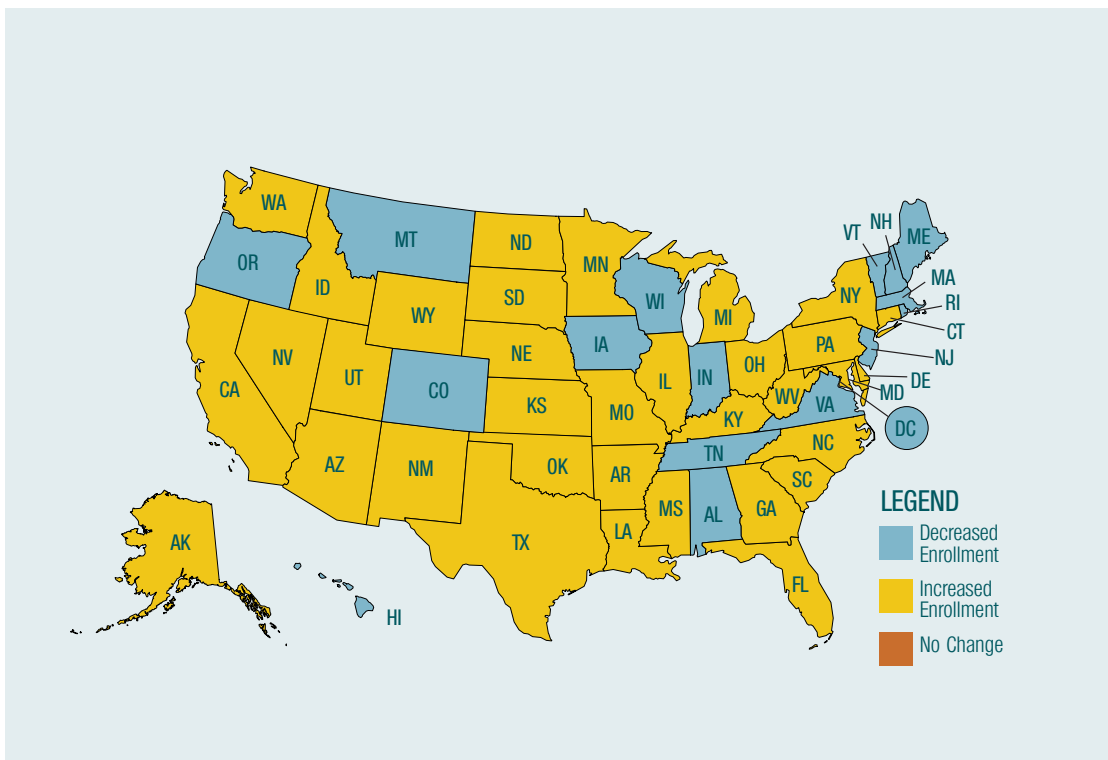 WA
MT
ND
MN
OR
ID
SD
WY
WI
MI
VT
NH
ME
MA
RI
CT
NJ
DE
MD
DC
NY
PA
NV
CA
UT
CO
NE
IA
KS
MO
IL
IN
OH
WV
VA
KY
TN
NC
SC
AZ
NM
OK
AR
MS
AL
GA
LA
TX
FL
AK
HI
LEGEND
Decreased
Enrollment
Increased
Enrollment
No Change